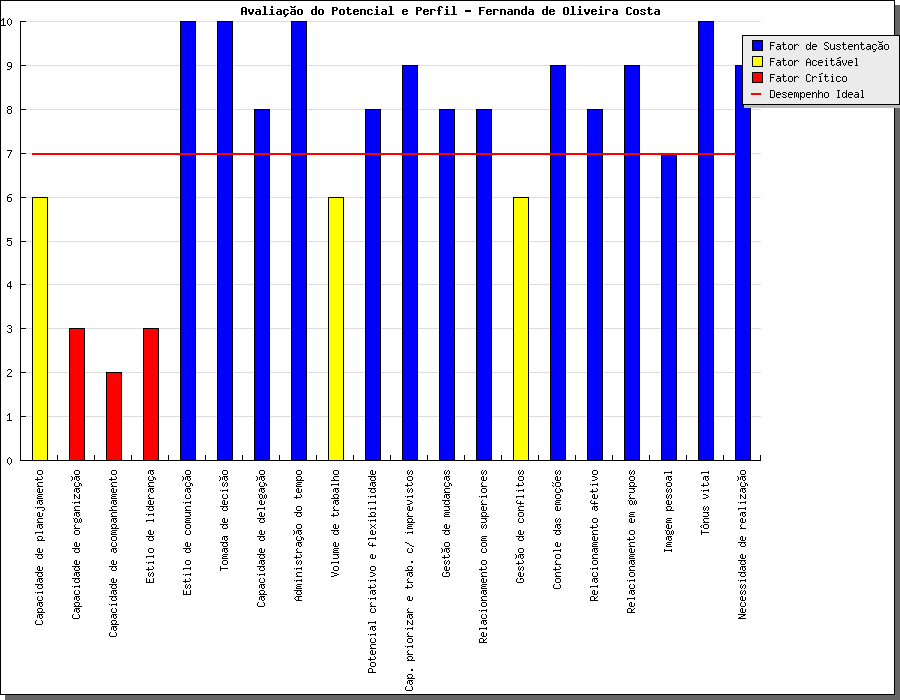 Avaliação do Potencial e Perfil - Fernanda de Oliveira Costa
Fator de Sustentação
Fator Aceitável
Fator Crítico
Desempenho Ideal
10
9
8
7
6
5
4
3
2
1
0
Capacidade de planejamento
Capacidade de organização
Capacidade de acompanhamento
Estilo de liderança
Estilo de comunicação
Tomada de decisão
Capacidade de delegação
Administração do tempo
Volume de trabalho
Potencial criativo e flexibilidade
Cap. priorizar e trab. c/ imprevistos
Gestão de mudanças
Relacionamento com superiores
Gestão de conflitos
Controle das emoções
Relacionamento afetivo
Relacionamento em grupos
Imagem pessoal
Tônus vital
Necessidade de realização